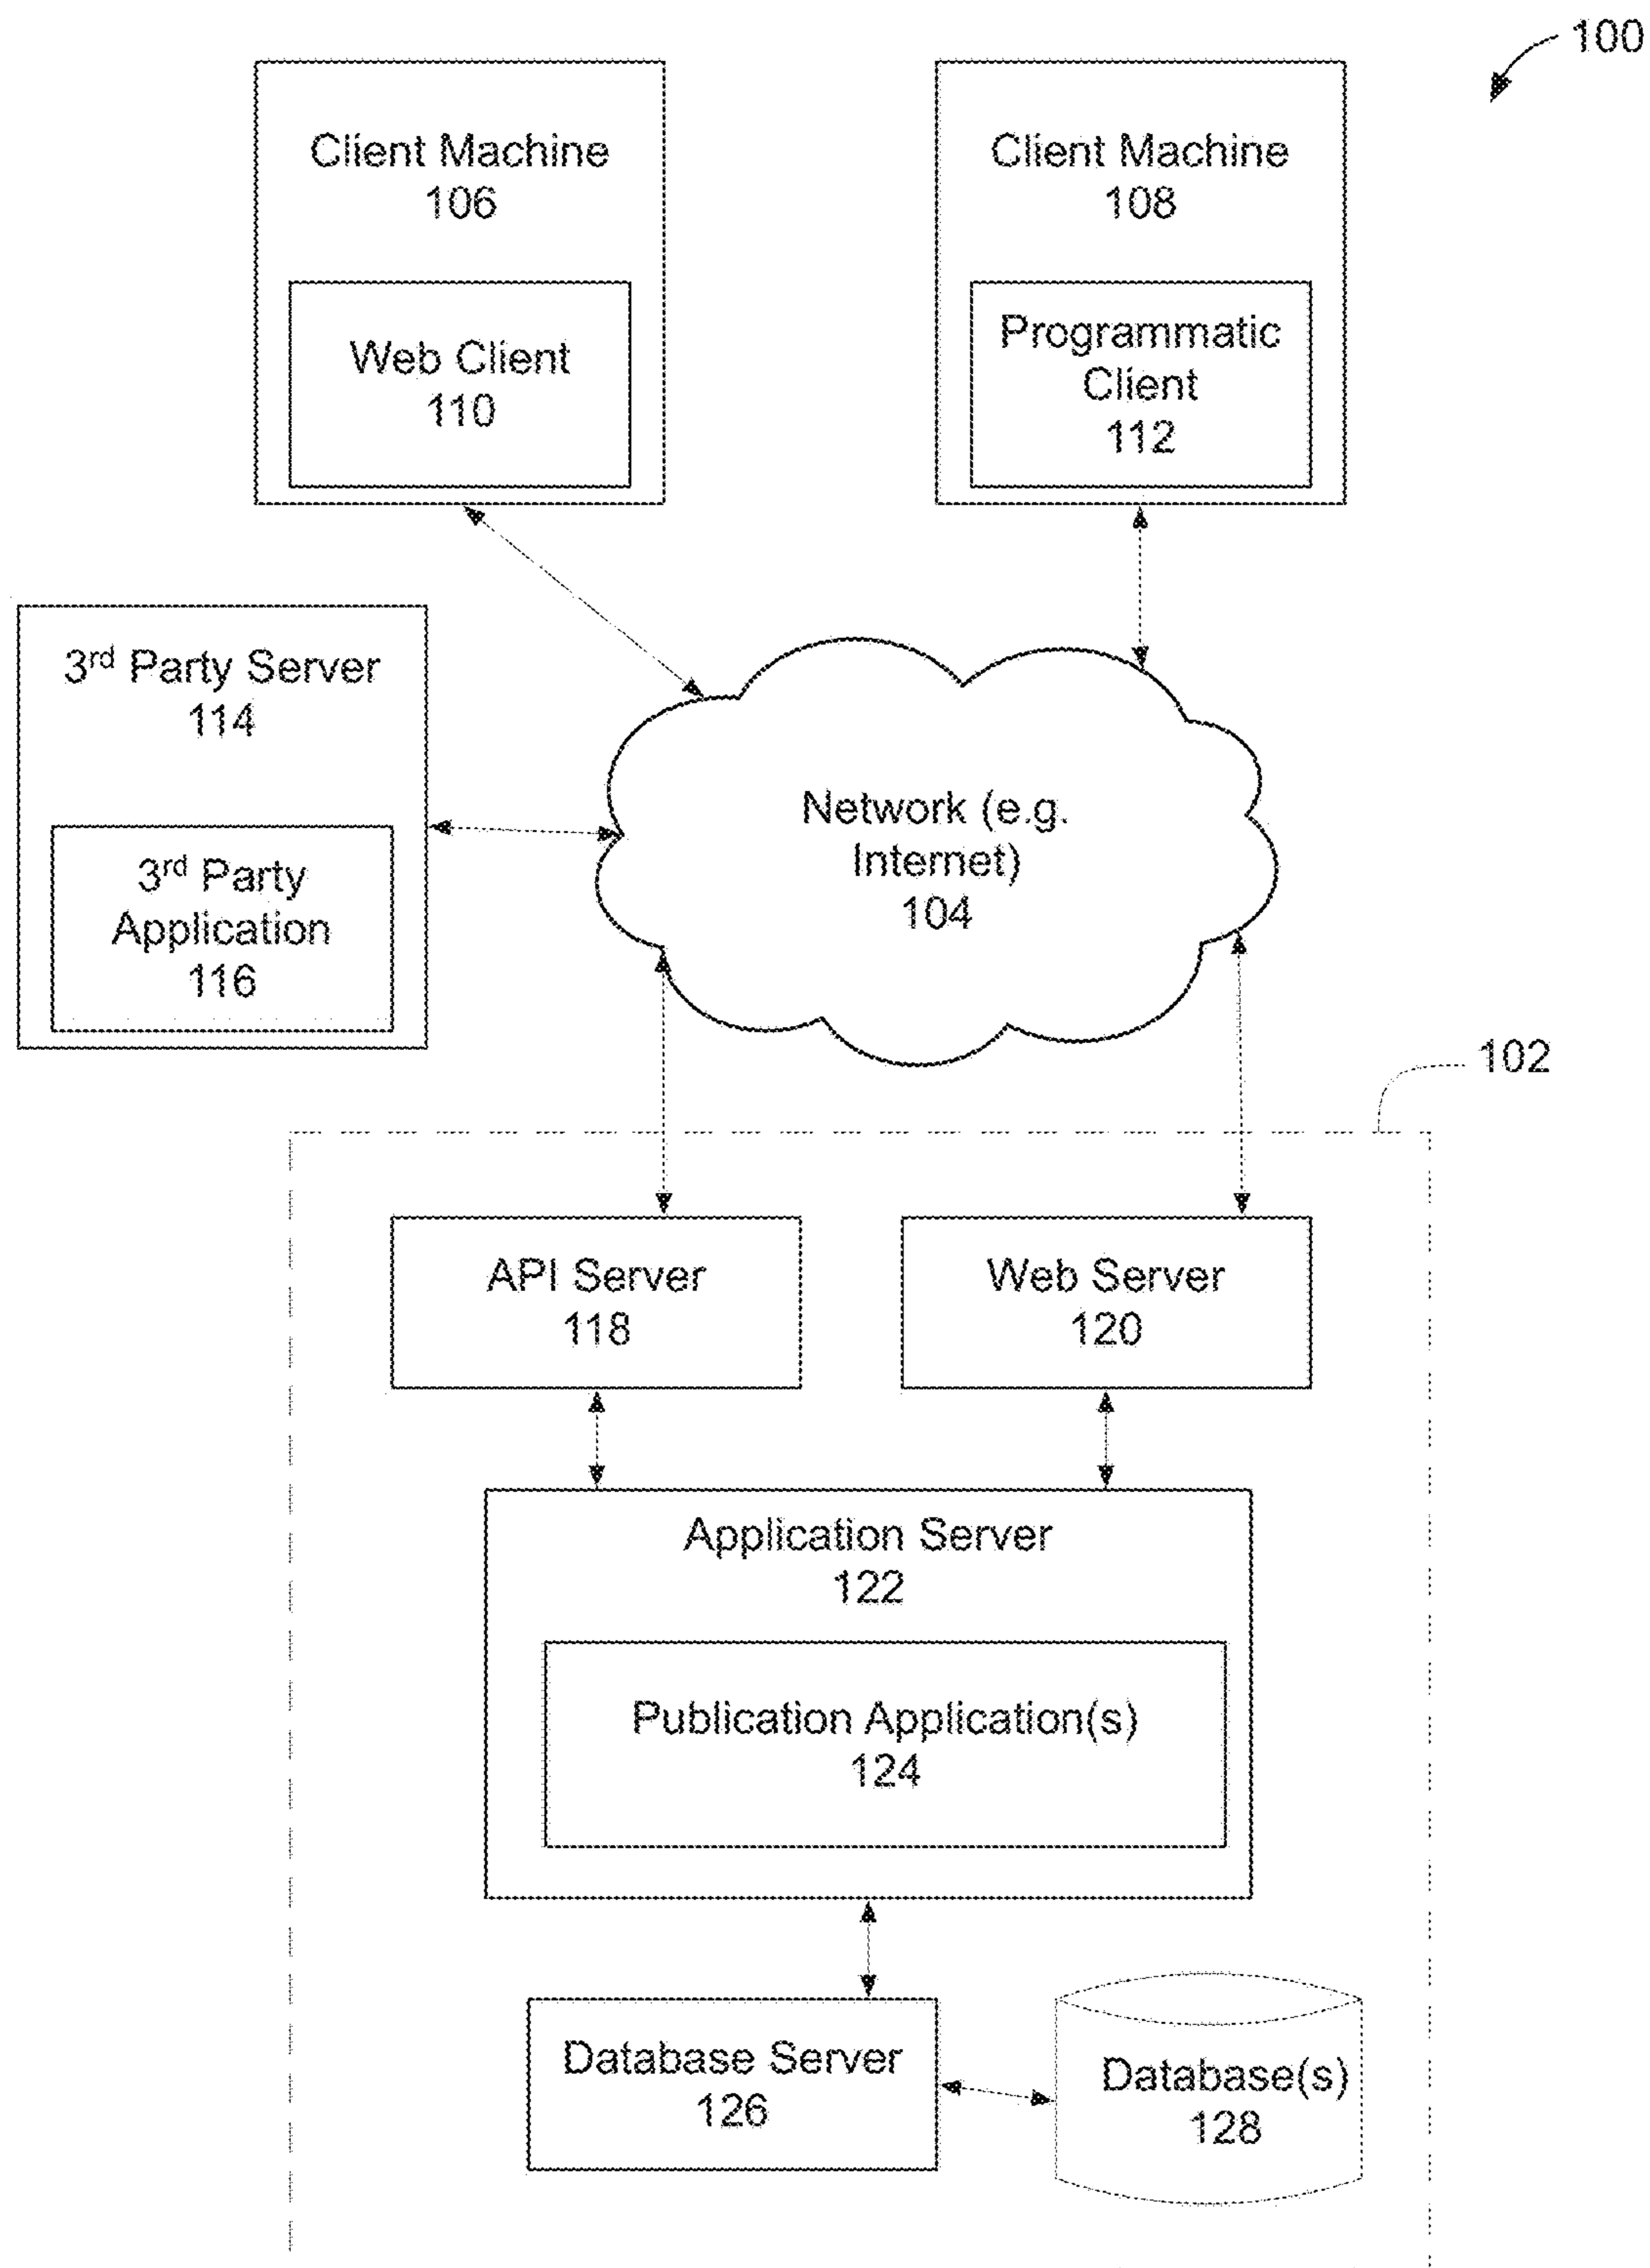 100
Client Machine
106
Web Client
110
Client Machine
108
Programmatic
Client
112
3rd Party Server
114
3rd Party
Application
116
Network (e.g.
Internet)
104
102
API Server
118
Web Server
120
Application Server
122
Publication Application(s)
124
Database Server
126
Database(s)
128